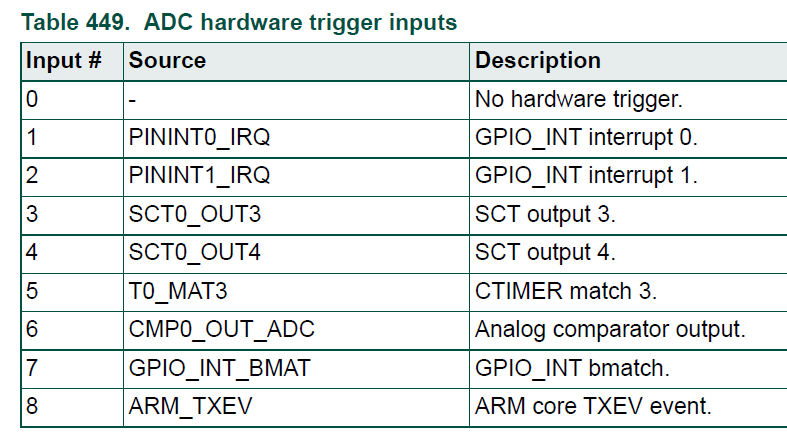 Table 449. ADC hardware trigger inputs
Input # Source Description
0 - No hardware trigger.
1 PININT0_IRQ GPIO_INT interrupt 0.
2 PININT1_IRQ GPIO_INT interrupt 1.
3 SCT0_OUT3 SCT output 3.
4 SCT0_OUT4 SCT output 4.
5 T0_MAT3 CTIMER match 3.
6 CMP0_OUT_ADC Analog comparator output.
7 GPIO_INT_BMAT GPIO_INT bmatch.
8 ARM_TXEV ARM core TXEV event.